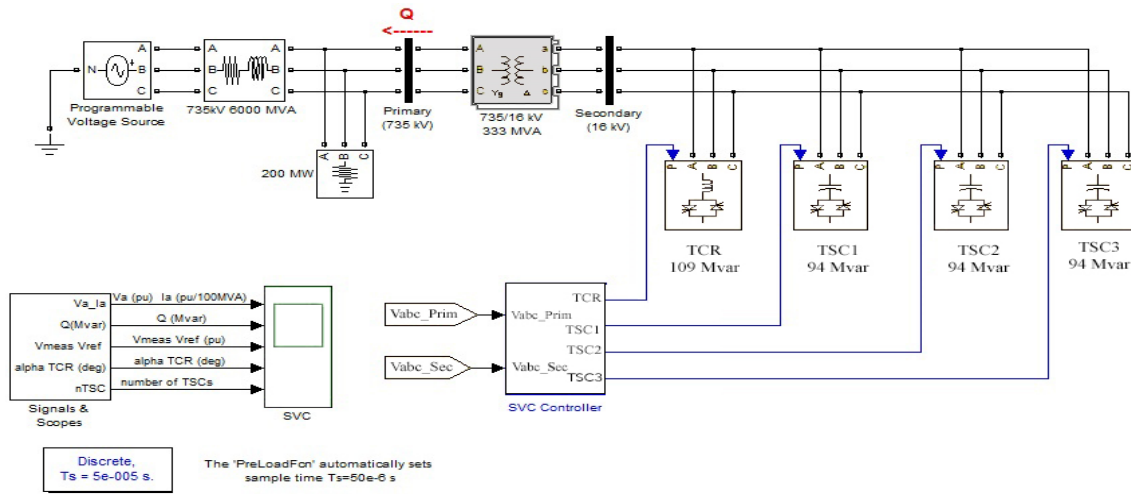 Q
A
B
C
N
A
B
C
A
B
C
A
B
C
A
B
C
Yg
Δ
a
b
c
Programmable
Voltage Source
735kV 6000 MVA
Primary
(735 kV)
735/16 kV
333 MVA
Secondary
(16 kV)
A B C
200 MW
P A B C
P A B C
P A B C
P A B C
TCR
109 Mvar
TSC1
94 Mvar
TSC2
94 Mvar
TSC3
94 Mvar
Va_Ia
Q(Mvar)
Vmeas Vref
alpha TCR (deg)
nTSC
Va (pu) Ia (pu/100MVA)
Q (Mvar)
Vmeas Vref (pu)
alpha TCR (deg)
number of TSCs
Signals &
Scopes
SVC
Vabc_Prim
Vabc_Sec
Vabc_Prim
Vabc_Sec
TCR
TSC1
TSC2
TSC3
SVC Controller
Discrete,
Ts = 5e-005 s.
The 'PreLoadFcn' automatically sets
sample time Ts=50e-6 s